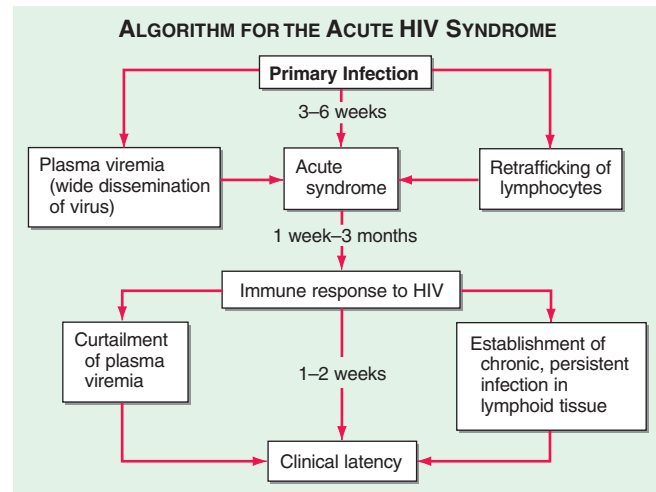 ALGORITHM FOR THE ACUTE HIV SYNDROME
Primary Infection
3–6 weeks
Plasma viremia
(wide dissemination
of virus)
Acute
syndrome
Retrafficking of
lymphocytes
1 week–3 months
Immune response to HIV
Curtailment
of plasma
viremia
1–2 weeks
Establishment of
chronic, persistent
infection in
lymphoid tissue
Clinical latency